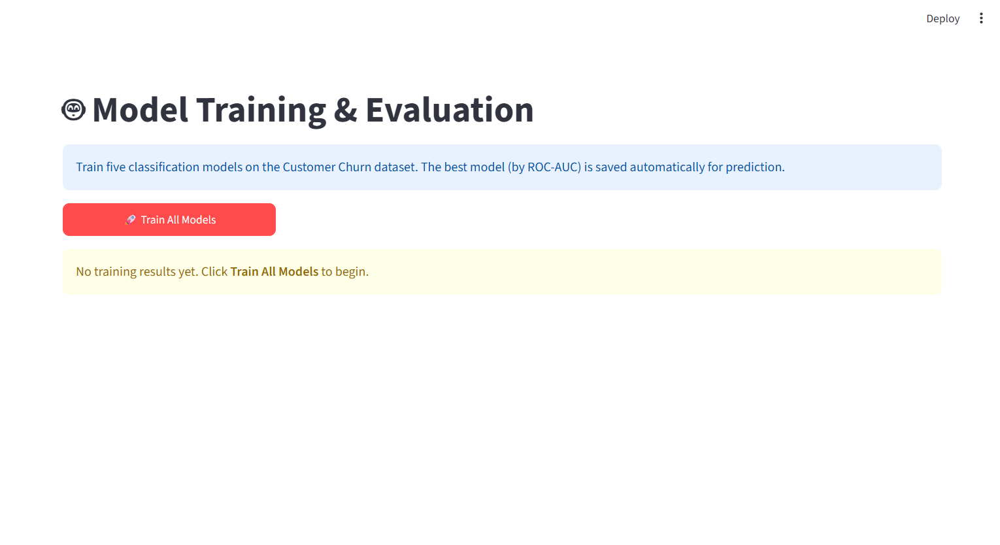 Deploy
Model Training & Evaluation
Train five classification models on the Customer Churn dataset. The best model (by ROC-AUC) is saved automatically for prediction.
🚀 Train All Models
No training results yet. Click Train All Models to begin.